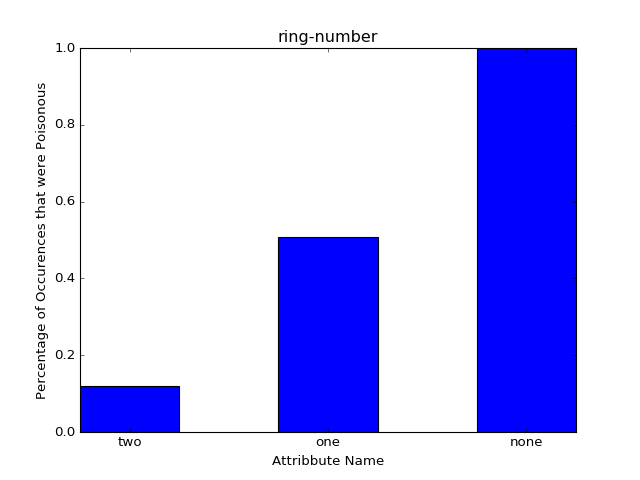 ring-number
Percentage of Occurences that were Poisonous
1.0
0.8
0.6
0.4
0.2
0.0
two one none
Attribbute Name